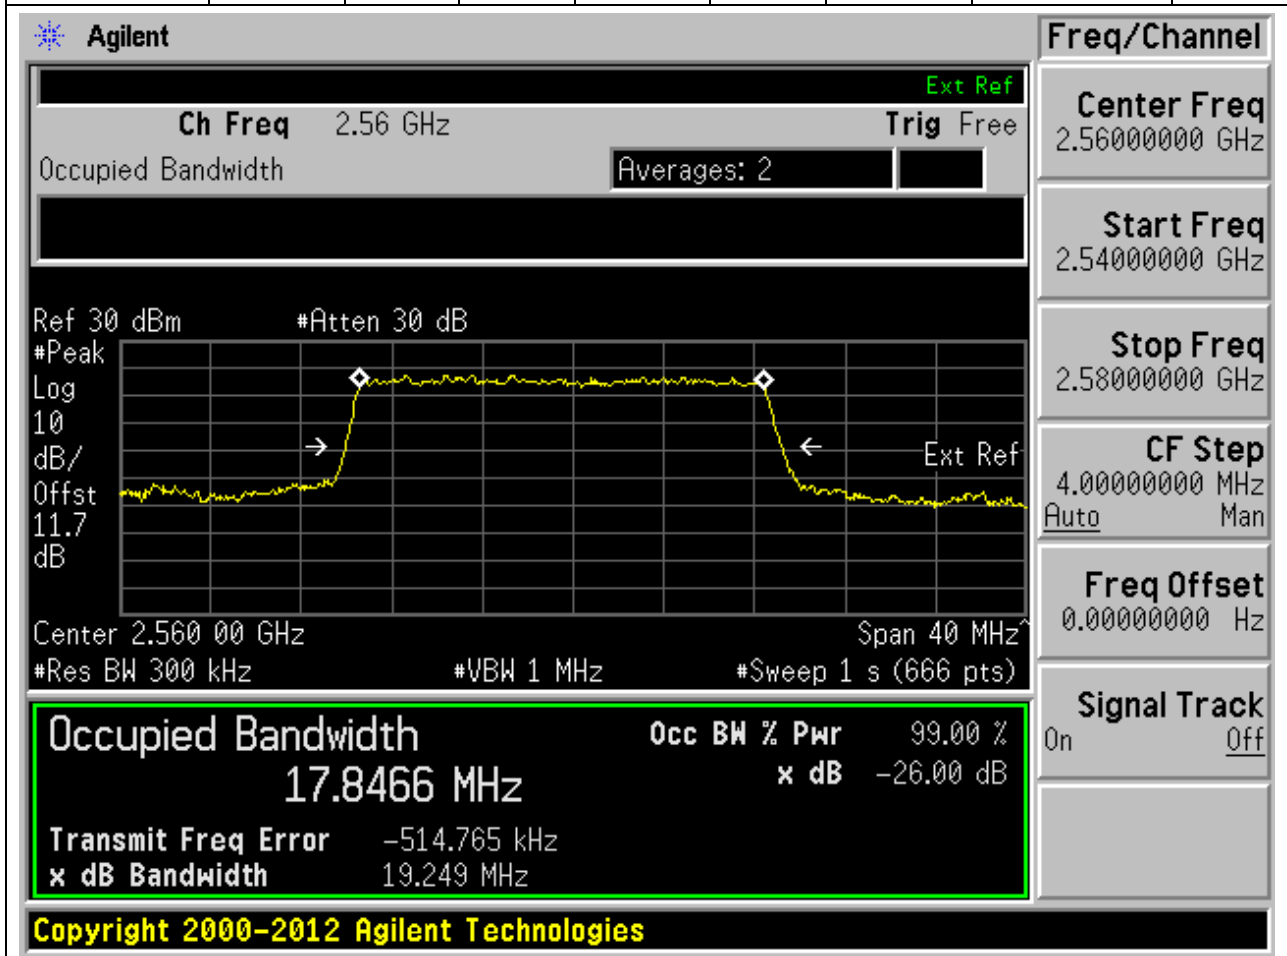 Agilent
Freq/Channel
Ext Ref
Ch Freq 2.56 GHz Trig Free
Occupied Bandwidth Averages: 2
Ref 30 dBm #Atten 30 dB
#Peak
Log
10
dB/
Offst
11.7
dB
Ext Ref
Center 2.560 00 GHz Span 40 MHz^
#Res BW 300 kHz #VBW 1 MHz #Sweep 1 s (666 pts)
Occupied Bandwidth Occ BW % Pwr 99.00 %
17.8466 MHz x dB -26.00 dB
Transmit Freq Error -514.765 kHz
x dB Bandwidth 19.249 MHz
Copyright 2000-2012 Agilent Technologies
Center Freq
2.56000000 GHz
Start Freq
2.54000000 GHz
Stop Freq
2.58000000 GHz
CF Step
4.00000000 MHz
Auto Man
Freq Offset
0.00000000 Hz
Signal Track
On Off